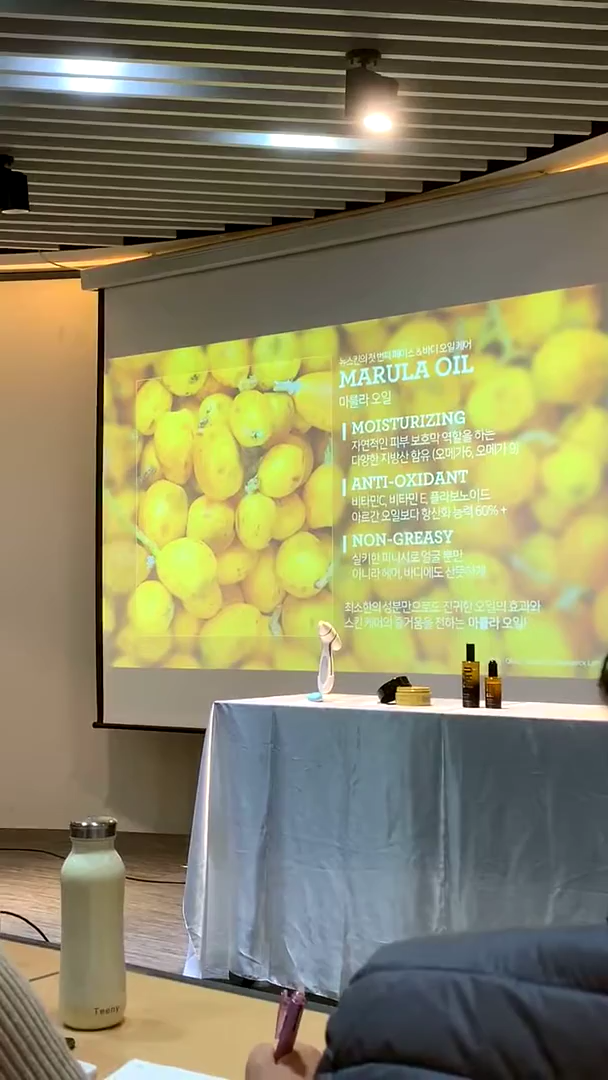 뉴스킨의 첫 번째 페이스 & 바디 오일 케어
MARULA OIL
마룰라 오일
MOISTURIZING
자연적인 피부 보호막 역할을 하는
다양한 지방산 함유 (오메가6, 오메가 9)
ANTI-OXIDANT
비타민C, 비타민 E, 플라보노이드
아르간 오일보다 항산화 능력 60% +
NON-GREASY
실키한 피니시로 얼굴 뿐만
아니라 헤어, 바디에도 산뜻하게
최소한의 성분만으로도 진귀한 오일의 효과와
스킨 케어의 즐거움을 전하는 마룰라 오일!
Teeny